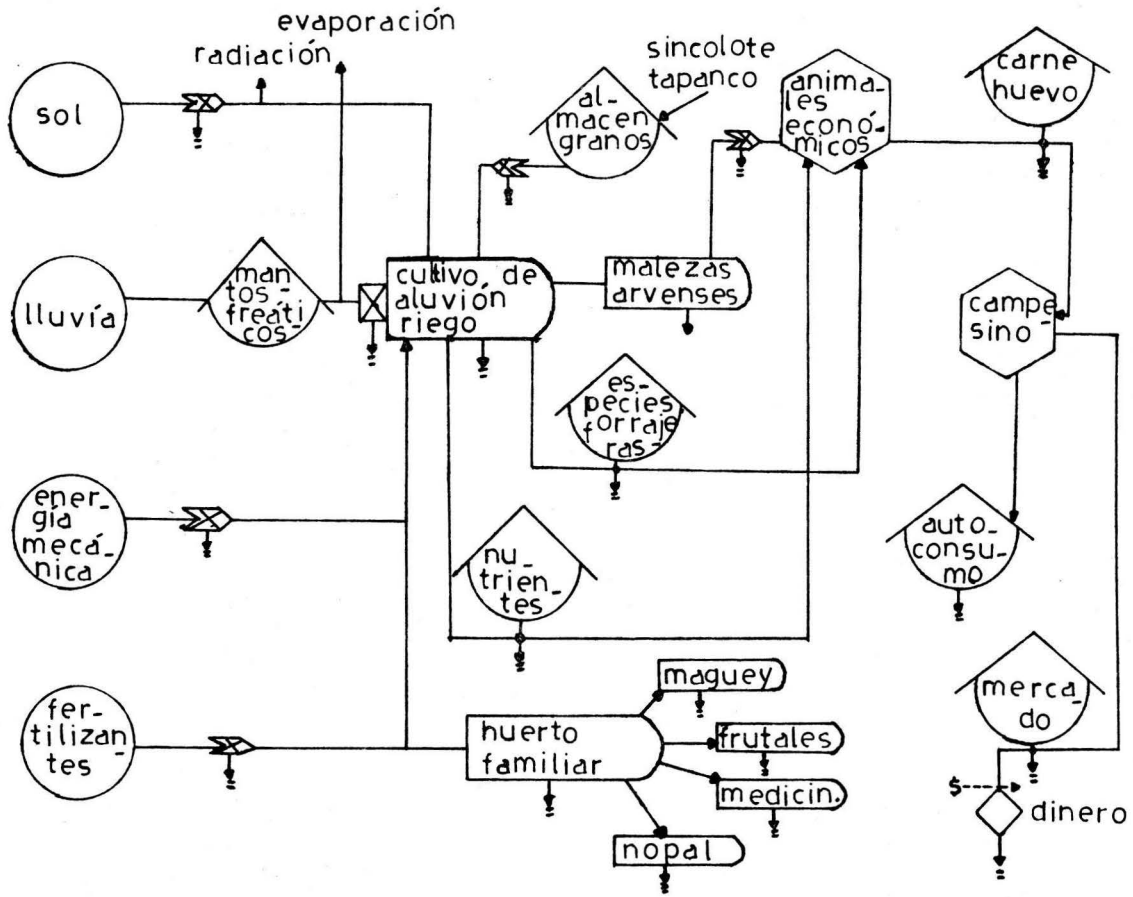 evaporación
radiación
sol
sincolote
tapanco
al-
macen
granos
anima-
les
econó-
micos
carne
huevo
lluvía
man-
tos-
freáti
cos-
cultivo de
aluvión
riego
malezas
arvenses
campe
sino-
es-
pecies
forraje
ras-
ener-
gía
mecá-
nica
nu-
trien-
tes
auto-
consu-
mo
fer-
tilizan-
tes
huerto
familiar
maguey
frutales
medicin.
nopal
merca-
do
$
dinero